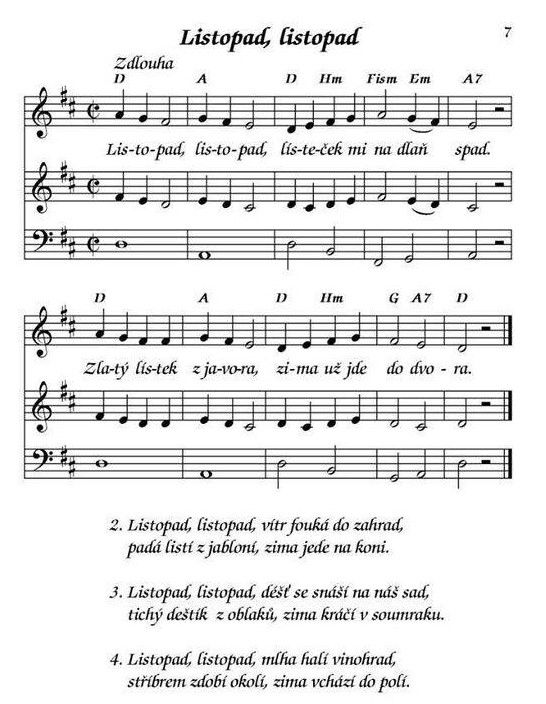 Listopad, listopad
7
Zdlouha
D A D Hm Fism Em A7
Lis-to-pad, lis-to-pad, lís-te-ček mi na dlaň spad.
D A D Hm G A7 D
Zla-tý lís-tek z ja-vo-ra, zi-ma už jde do dvo-ra.
2. Listopad, listopad, vítr fouká do zahrad,
padá listí z jabloní, zima jede na koni.
3. Listopad, listopad, déšť se snáší na náš sad,
tichý deštík z oblaků, zima kráčí v soumraku.
4. Listopad, listopad, mlha halí vinohrad,
stříbrem zdobí okolí, zima vchází do polí.